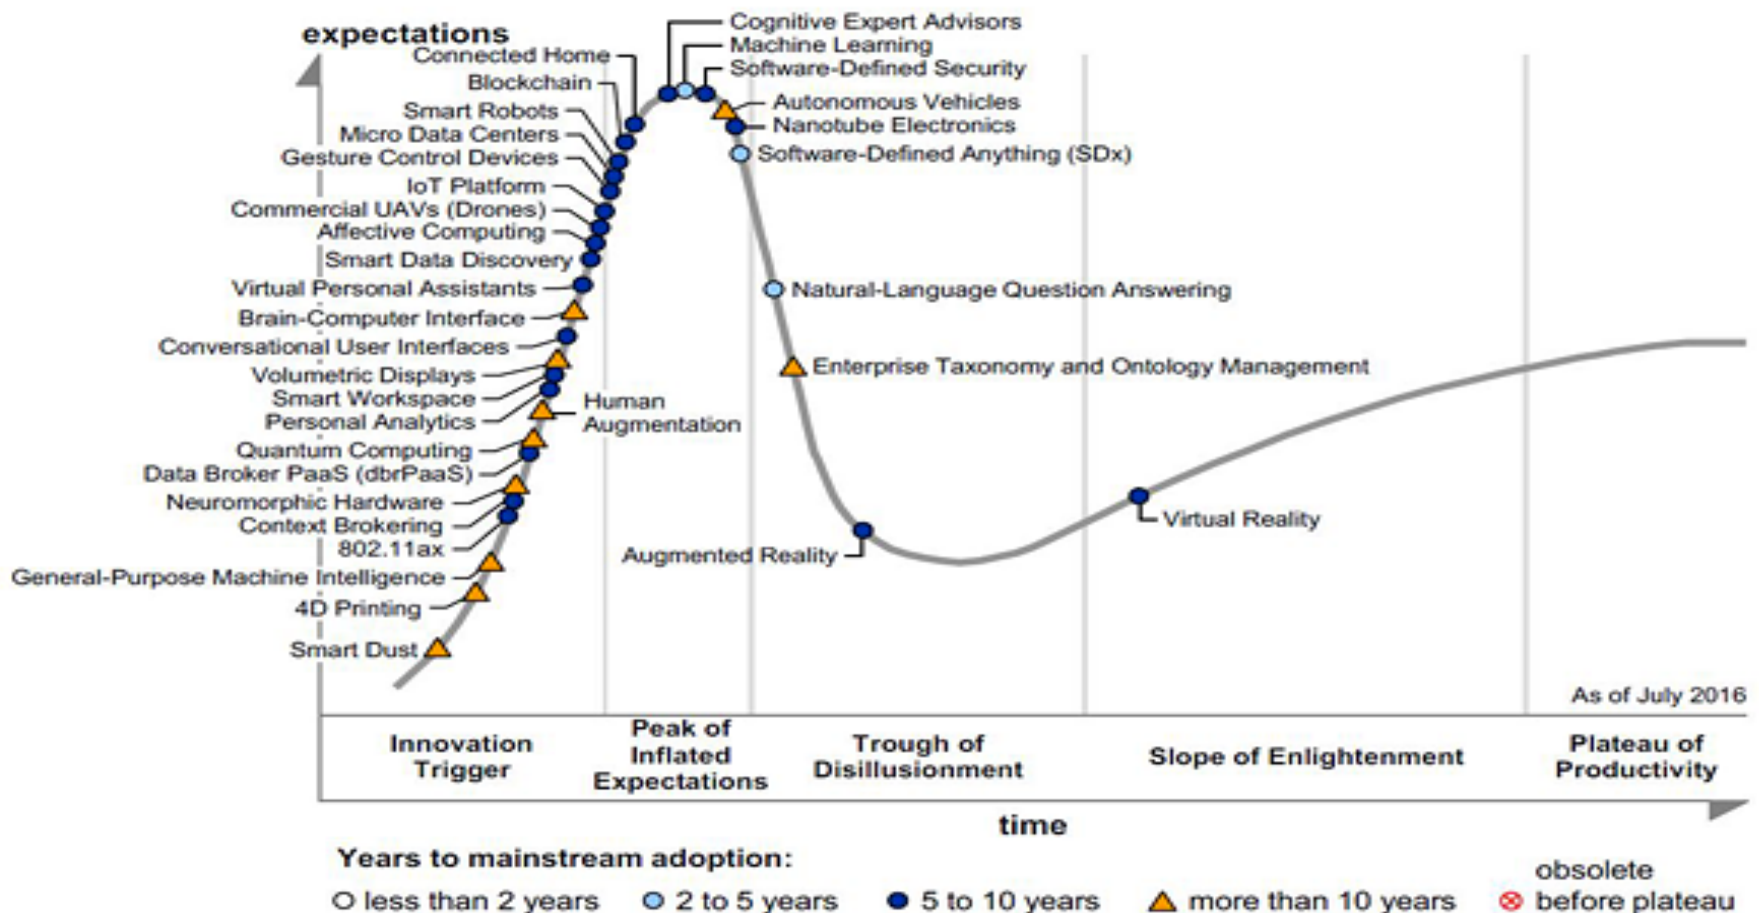 expectations
Connected Home
Blockchain
Smart Robots
Micro Data Centers
Gesture Control Devices
IoT Platform
Commercial UAVs (Drones)
Affective Computing
Smart Data Discovery
Virtual Personal Assistants
Brain-Computer Interface
Conversational User Interfaces
Volumetric Displays
Smart Workspace
Personal Analytics
Quantum Computing
Data Broker PaaS (dbrPaaS)
Neuromorphic Hardware
Context Brokering
802.11ax
General-Purpose Machine Intelligence
4D Printing
Smart Dust
Human
Augmentation
Cognitive Expert Advisors
Machine Learning
Software-Defined Security
Autonomous Vehicles
Nanotube Electronics
Software-Defined Anything (SDx)
Natural-Language Question Answering
Enterprise Taxonomy and Ontology Management
Augmented Reality
Virtual Reality
As of July 2016
Innovation
Trigger
Peak of
Inflated
Expectations
Trough of
Disillusionment
Slope of Enlightenment
Plateau of
Productivity
time
Years to mainstream adoption:
less than 2 years
2 to 5 years
5 to 10 years
more than 10 years
obsolete
before plateau